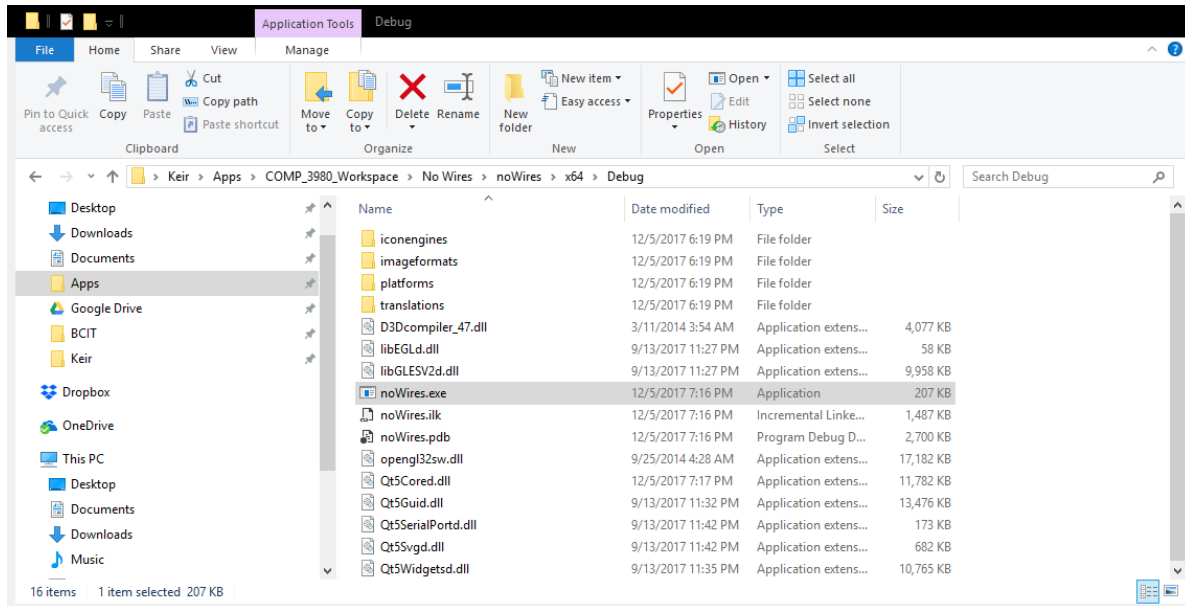 Application Tools Debug
File Home Share View Manage
Pin to Quick access
Copy
Paste
Cut
Copy path
Paste shortcut
Move to
Copy to
Delete
Rename
New folder
New item
Easy access
Properties
Open
Edit
History
Select all
Select none
Invert selection
Clipboard Organize New Open Select
Keir > Apps > COMP_3980_Workspace > No Wires > noWires > x64 > Debug
Search Debug
Desktop
Downloads
Documents
Apps
Google Drive
BCIT
Keir
Dropbox
OneDrive
This PC
Desktop
Documents
Downloads
Music
Name Date modified Type Size
iconengines 12/5/2017 6:19 PM File folder
imageformats 12/5/2017 6:19 PM File folder
platforms 12/5/2017 6:19 PM File folder
translations 12/5/2017 6:19 PM File folder
D3Dcompiler_47.dll 3/11/2014 3:54 AM Application extens... 4,077 KB
libEGLd.dll 9/13/2017 11:27 PM Application extens... 58 KB
libGLESV2d.dll 9/13/2017 11:27 PM Application extens... 9,958 KB
noWires.exe 12/5/2017 7:16 PM Application 207 KB
noWires.ilk 12/5/2017 7:16 PM Incremental Linke... 1,487 KB
noWires.pdb 12/5/2017 7:16 PM Program Debug D... 2,700 KB
opengl32sw.dll 9/25/2014 4:28 AM Application extens... 17,182 KB
Qt5Cored.dll 12/5/2017 7:17 PM Application extens... 11,782 KB
Qt5Guid.dll 9/13/2017 11:32 PM Application extens... 13,476 KB
Qt5SerialPortd.dll 9/13/2017 11:42 PM Application extens... 173 KB
Qt5Svgd.dll 9/13/2017 11:42 PM Application extens... 682 KB
Qt5Widgetsd.dll 9/13/2017 11:35 PM Application extens... 10,765 KB
16 items 1 item selected 207 KB